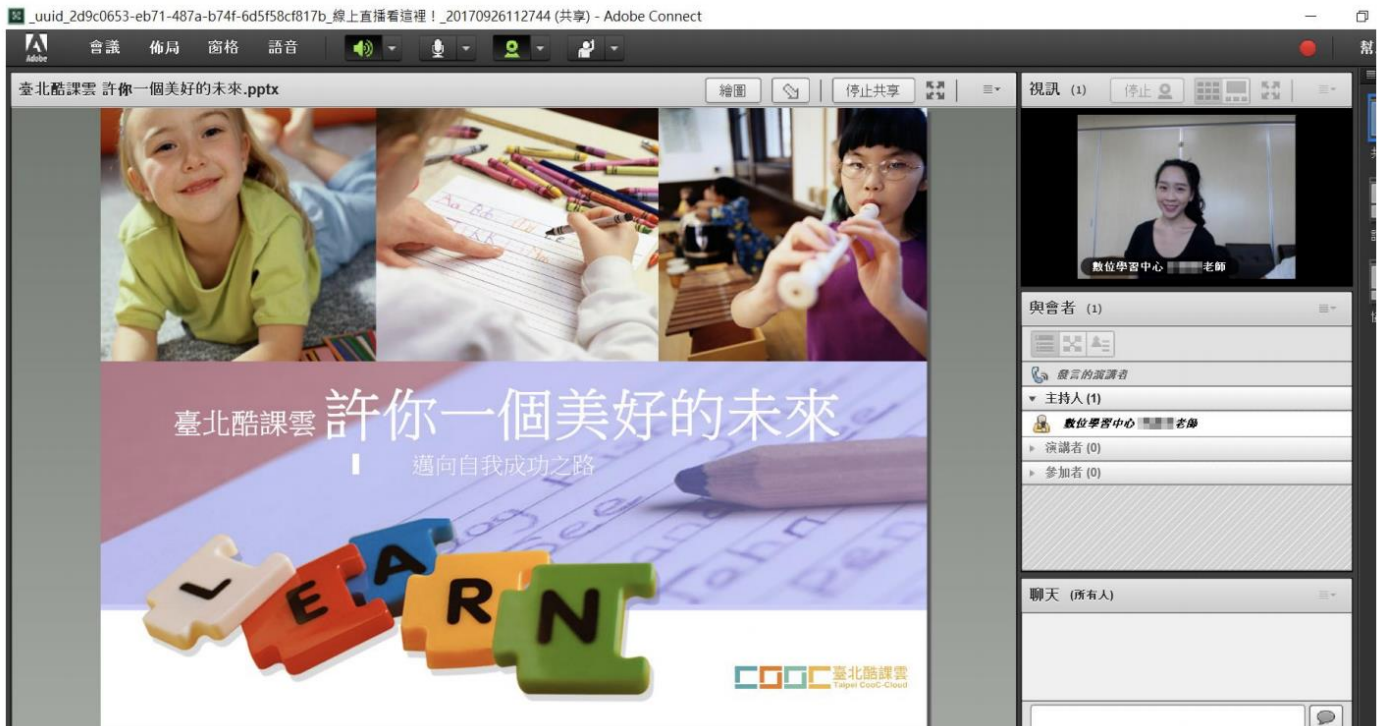 _uuid_2d9c0653-eb71-487a-b74f-6d5f58cf817b_線上直播看這裡！_20170926112744 (共享) - Adobe Connect
Adobe 會議 佈局 窗格 語音
臺北酷課雲 許你一個美好的未來.pptx
繪圖 停止共享
臺北酷課雲 許你一個美好的未來
邁向自我成功之路
LEARN
COOC 臺北酷課雲
Taipei CooC-Cloud
視訊 (1) 停止
數位學習中心 老師
與會者 (1)
發言的演講者
主持人 (1)
數位學習中心 老師
演講者 (0)
參加者 (0)
聊天 (所有人)